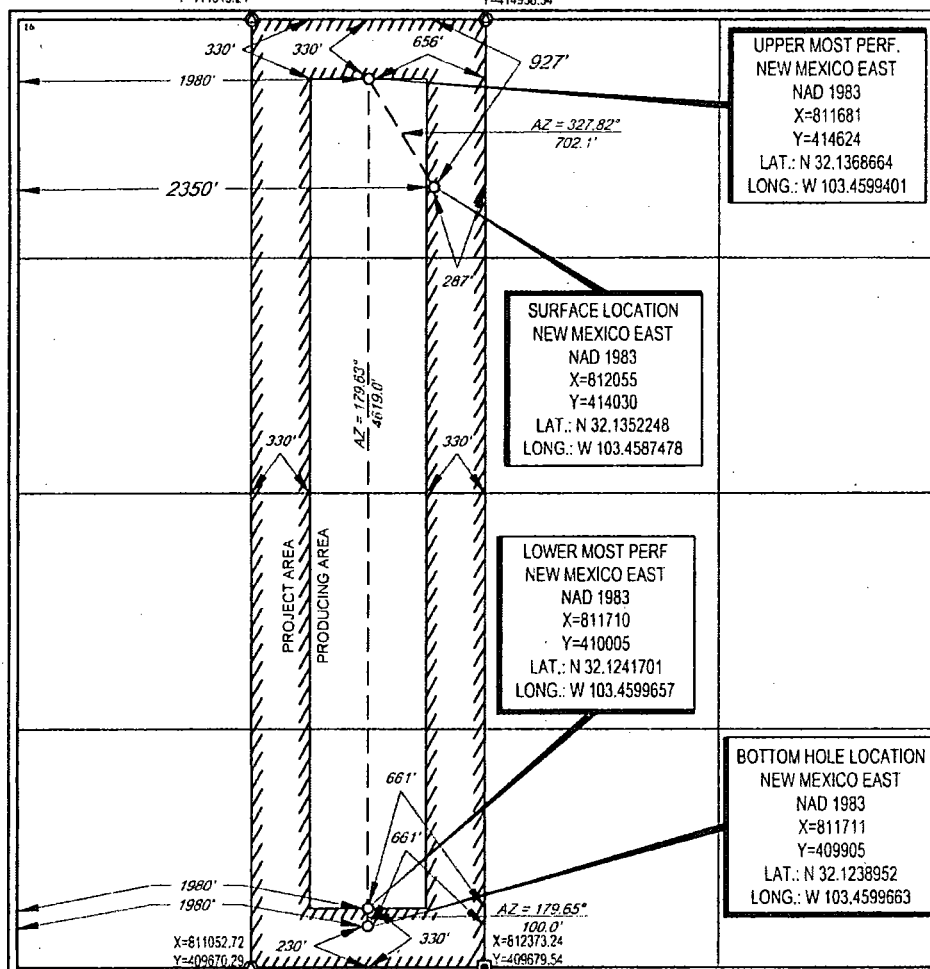 Y=414956.54
16
330'
330'
656'
927'
1980'
UPPER MOST PERF.
NEW MEXICO EAST
NAD 1983
X=811681
Y=414624
LAT.: N 32.1368664
LONG.: W 103.4599401
AZ = 327.82°
702.1'
2350'
287'
SURFACE LOCATION
NEW MEXICO EAST
NAD 1983
X=812055
Y=414030
LAT.: N 32.1352248
LONG.: W 103.4587478
AZ = 179.63°
4619.0'
330'
330'
PROJECT AREA
PRODUCING AREA
LOWER MOST PERF
NEW MEXICO EAST
NAD 1983
X=811710
Y=410005
LAT.: N 32.1241701
LONG.: W 103.4599657
BOTTOM HOLE LOCATION
NEW MEXICO EAST
NAD 1983
X=811711
Y=409905
LAT.: N 32.1238952
LONG.: W 103.4599663
661'
661'
1980'
1980'
AZ = 179.65°
100.0'
230'
330'
X=811052.72
Y=409670.29
X=812373.24
Y=409679.54